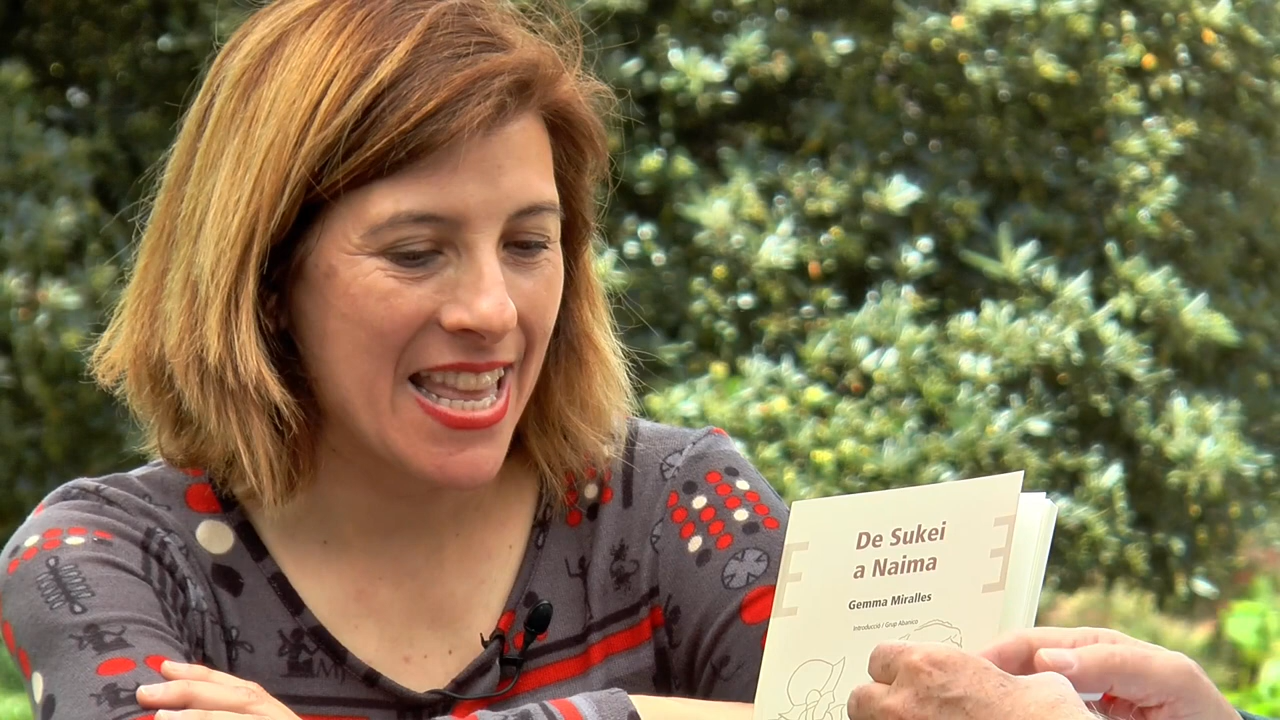 De Sukei
a Naima
Gemma Miralles
Introducció / Grup Abanico